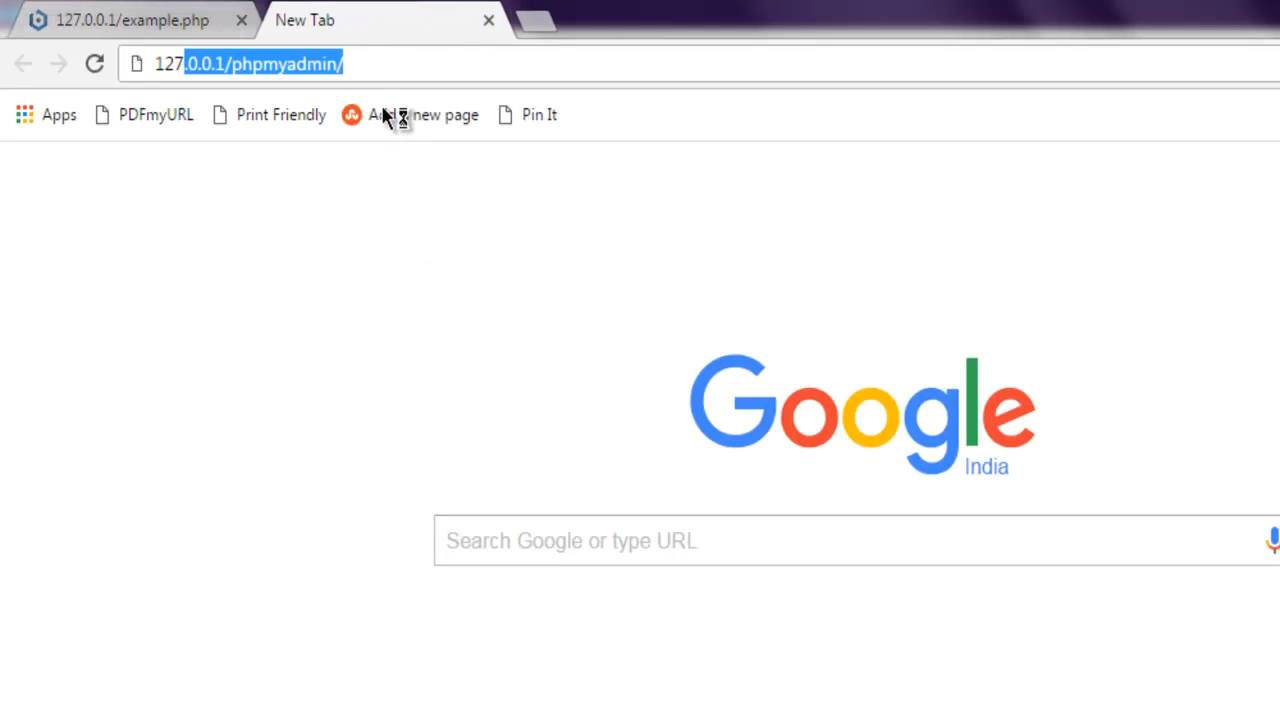 127.0.0.1/example.php
New Tab
127.0.0.1/phpmyadmin/
Apps PDFmyURL Print Friendly new page Pin It
Google
India
Search Google or type URL